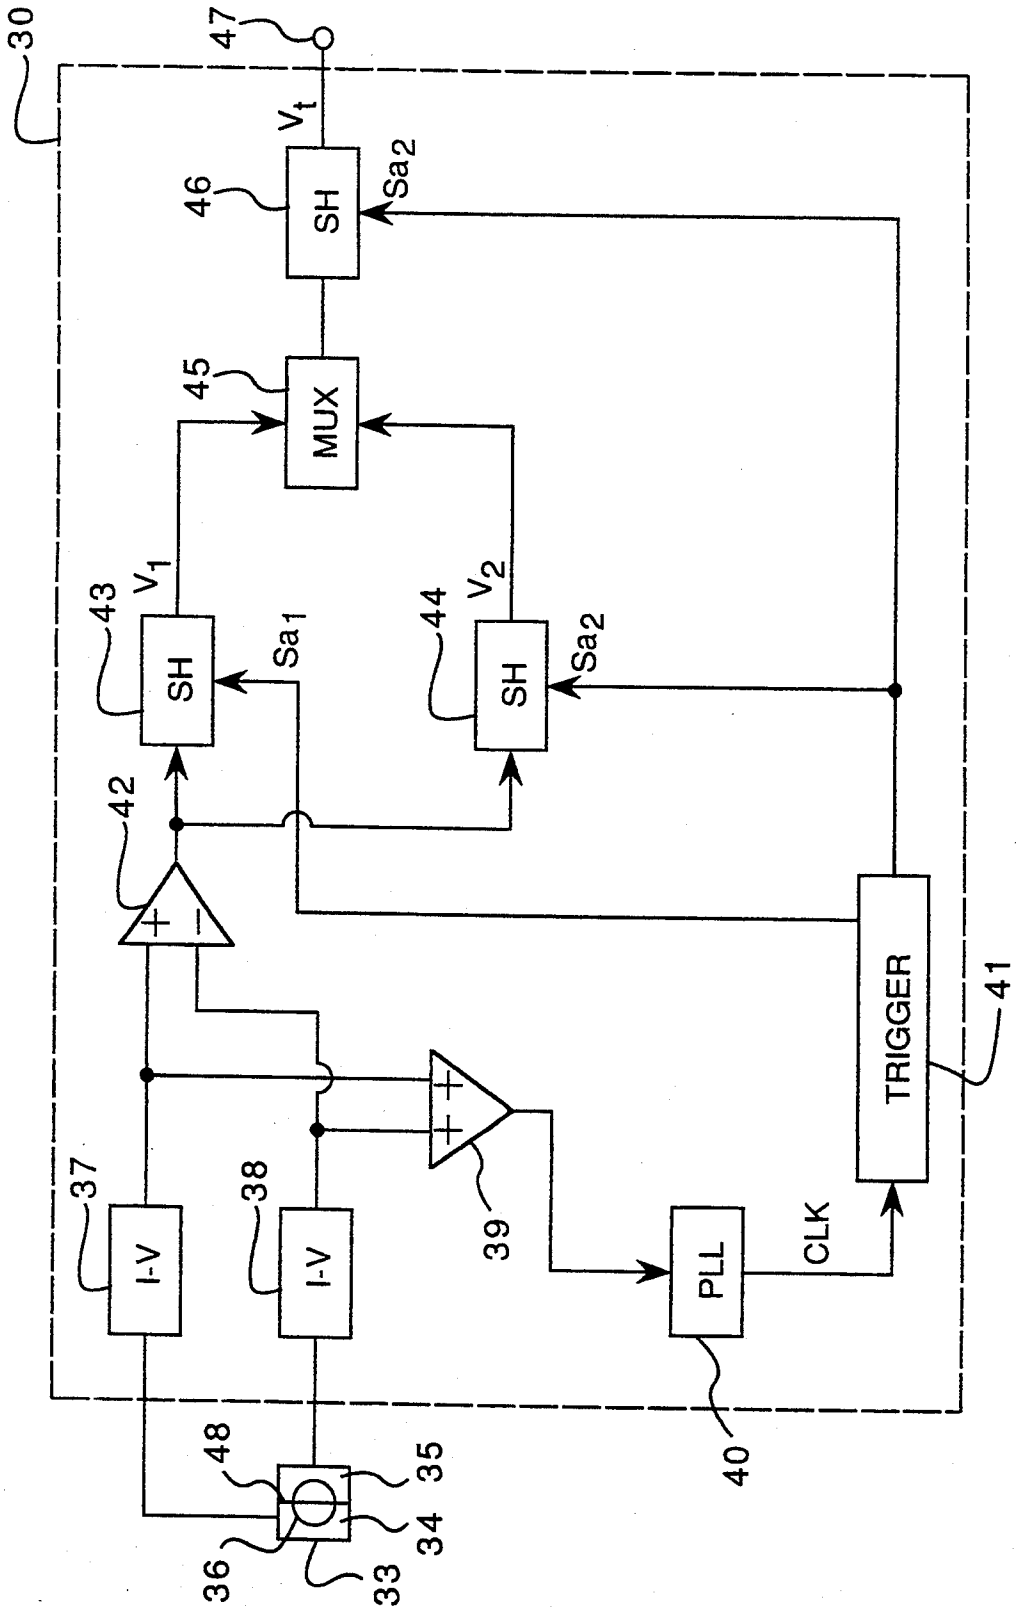 30
47
Vt
46
SH
Sa2
45
MUX
V1
43
SH
Sa1
V2
44
SH
Sa2
42
+
−
37
I-V
38
I-V
+
+
39
PLL
40
CLK
TRIGGER
41
48
36
35
34
33